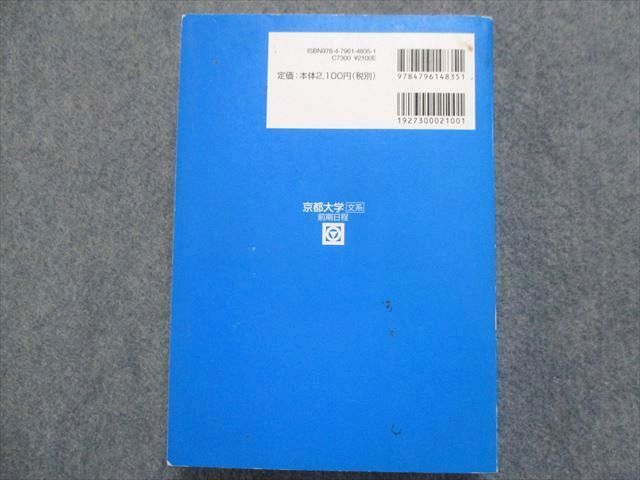 ISBN978-4-7961-4835-1
C7300 ¥2100E
定価：本体2,100円（税別）
9784796148351
1927300021001
京都大学 文系
前期日程